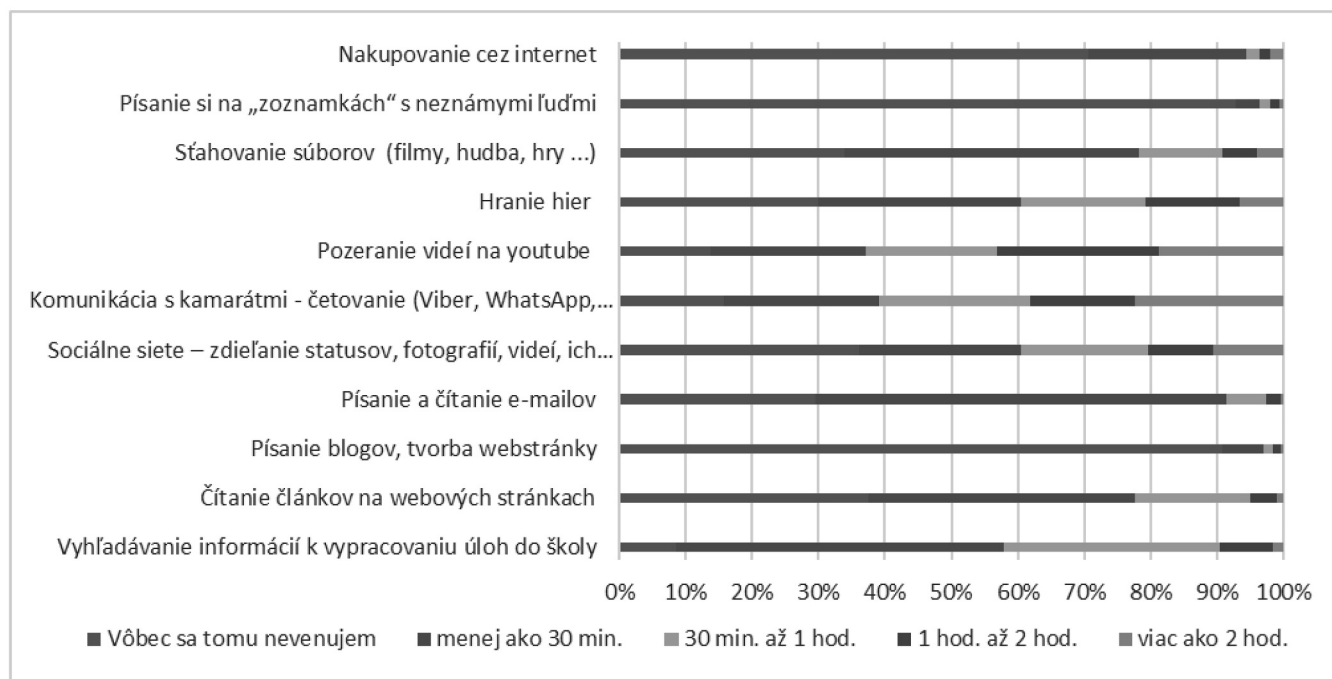 Nakupovanie cez internet
Písanie si na „zoznamkách“ s neznámymi ľuďmi
Sťahovanie súborov (filmy, hudba, hry ...)
Hranie hier
Pozeranie videí na youtube
Komunikácia s kamarátmi - četovanie (Viber, WhatsApp,...
Sociálne siete – zdieľanie statusov, fotografií, videí, ich...
Písanie a čítanie e-mailov
Písanie blogov, tvorba webstránky
Čítanie článkov na webových stránkach
Vyhľadávanie informácií k vypracovaniu úloh do školy
0% 10% 20% 30% 40% 50% 60% 70% 80% 90% 100%
Vôbec sa tomu nevenujem menej ako 30 min. 30 min. až 1 hod. 1 hod. až 2 hod. viac ako 2 hod.